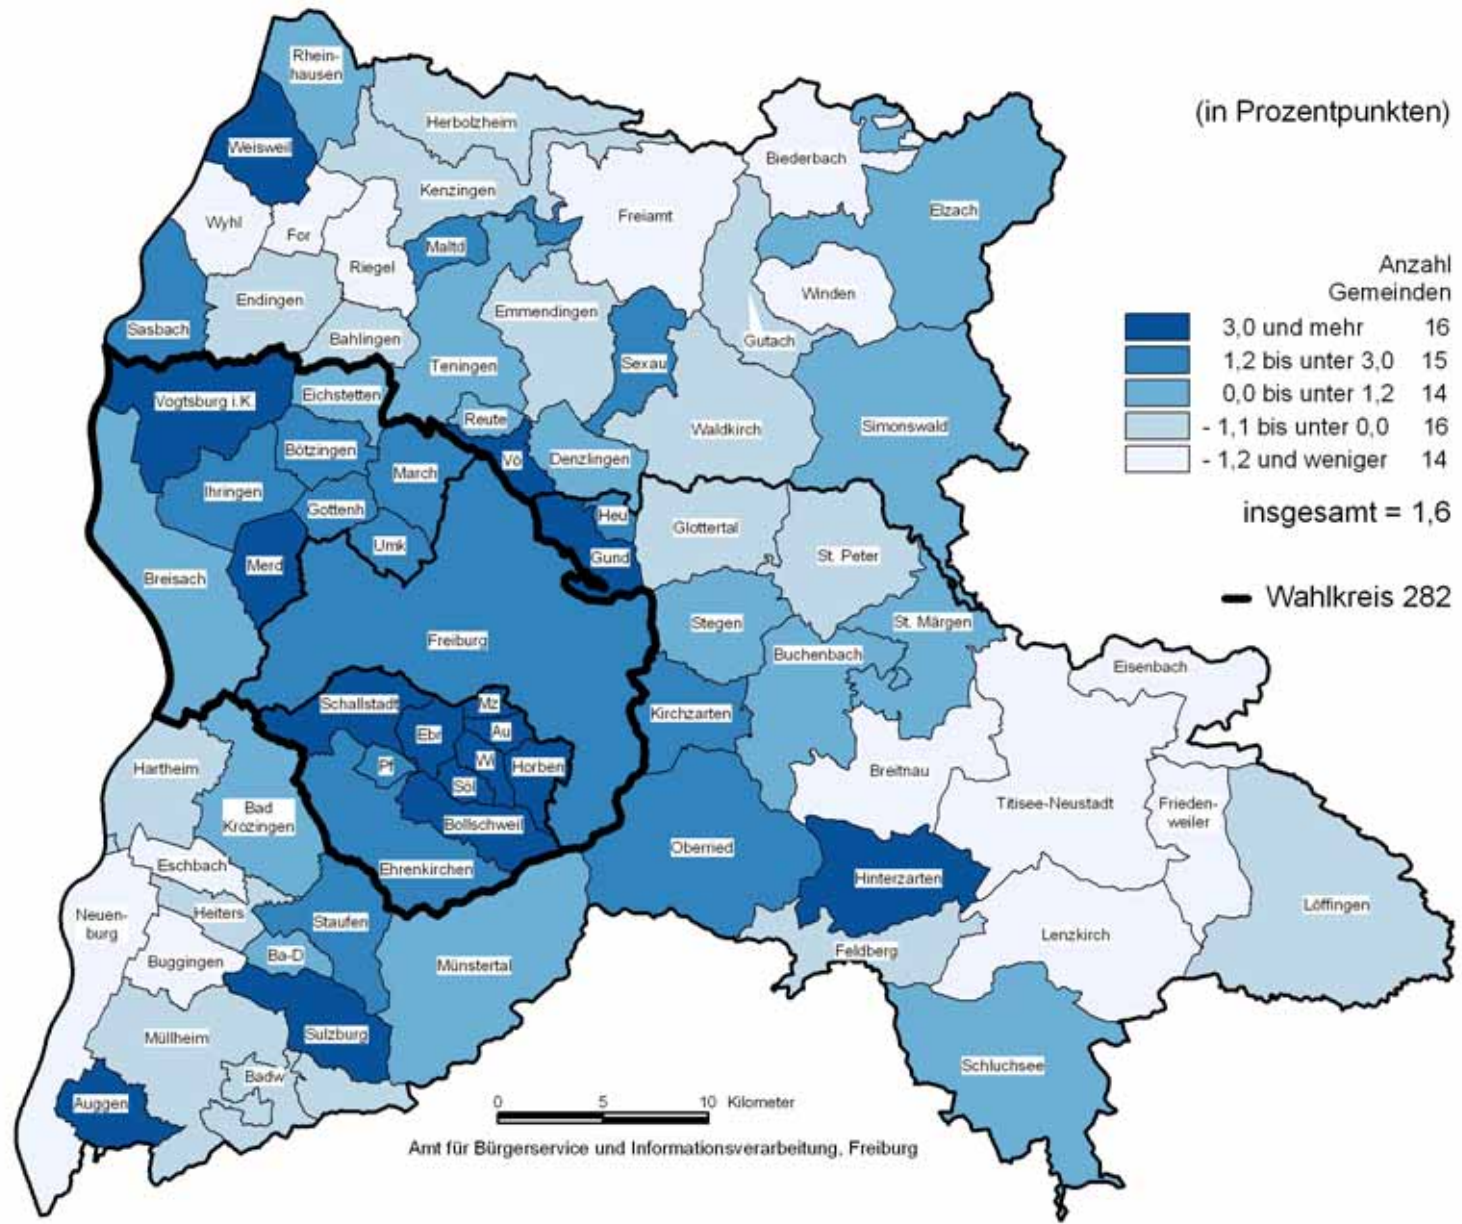 Rhein-
hausen
(in Prozentpunkten)
Herbolzheim
Weisweil
Biederbach
Kenzingen
Elzach
Wyhl
For
Freiamt
Maltd
Riegel
Anzahl
Gemeinden
Endingen
Winden
Emmendingen
3,0 und mehr 16
Sasbach
Bahlingen
Gutach
1,2 bis unter 3,0 15
Teningen
Sexau
0,0 bis unter 1,2 14
Vogtsburg i.K.
Eichstetten
- 1,1 bis unter 0,0 16
Reute
Waldkirch
Simonswald
- 1,2 und weniger 14
Bötzingen
Vö
Denzlingen
March
Ihringen
insgesamt = 1,6
Gottenh
Heu
Glottertal
Umk
Gund
St. Peter
Merd
Breisach
Wahlkreis 282
Stegen
St. Märgen
Freiburg
Buchenbach
Eisenbach
Schallstadt
Mz
Kirchzarten
Ebr
Au
Pf
Wi
Horben
Hartheim
Breitnau
Söl
Titisee-Neustadt
Frieden-
weiler
Bad
Krozingen
Bollschweil
Oberried
Eschbach
Ehrenkirchen
Hinterzarten
Löffingen
Neuen-
burg
Heiters
Staufen
Lenzkirch
Feldberg
Ba-D
Buggingen
Münstertal
Müllheim
Sulzburg
Schluchsee
Badw
Auggen
0 5 10 Kilometer
Amt für Bürgerservice und Informationsverarbeitung, Freiburg